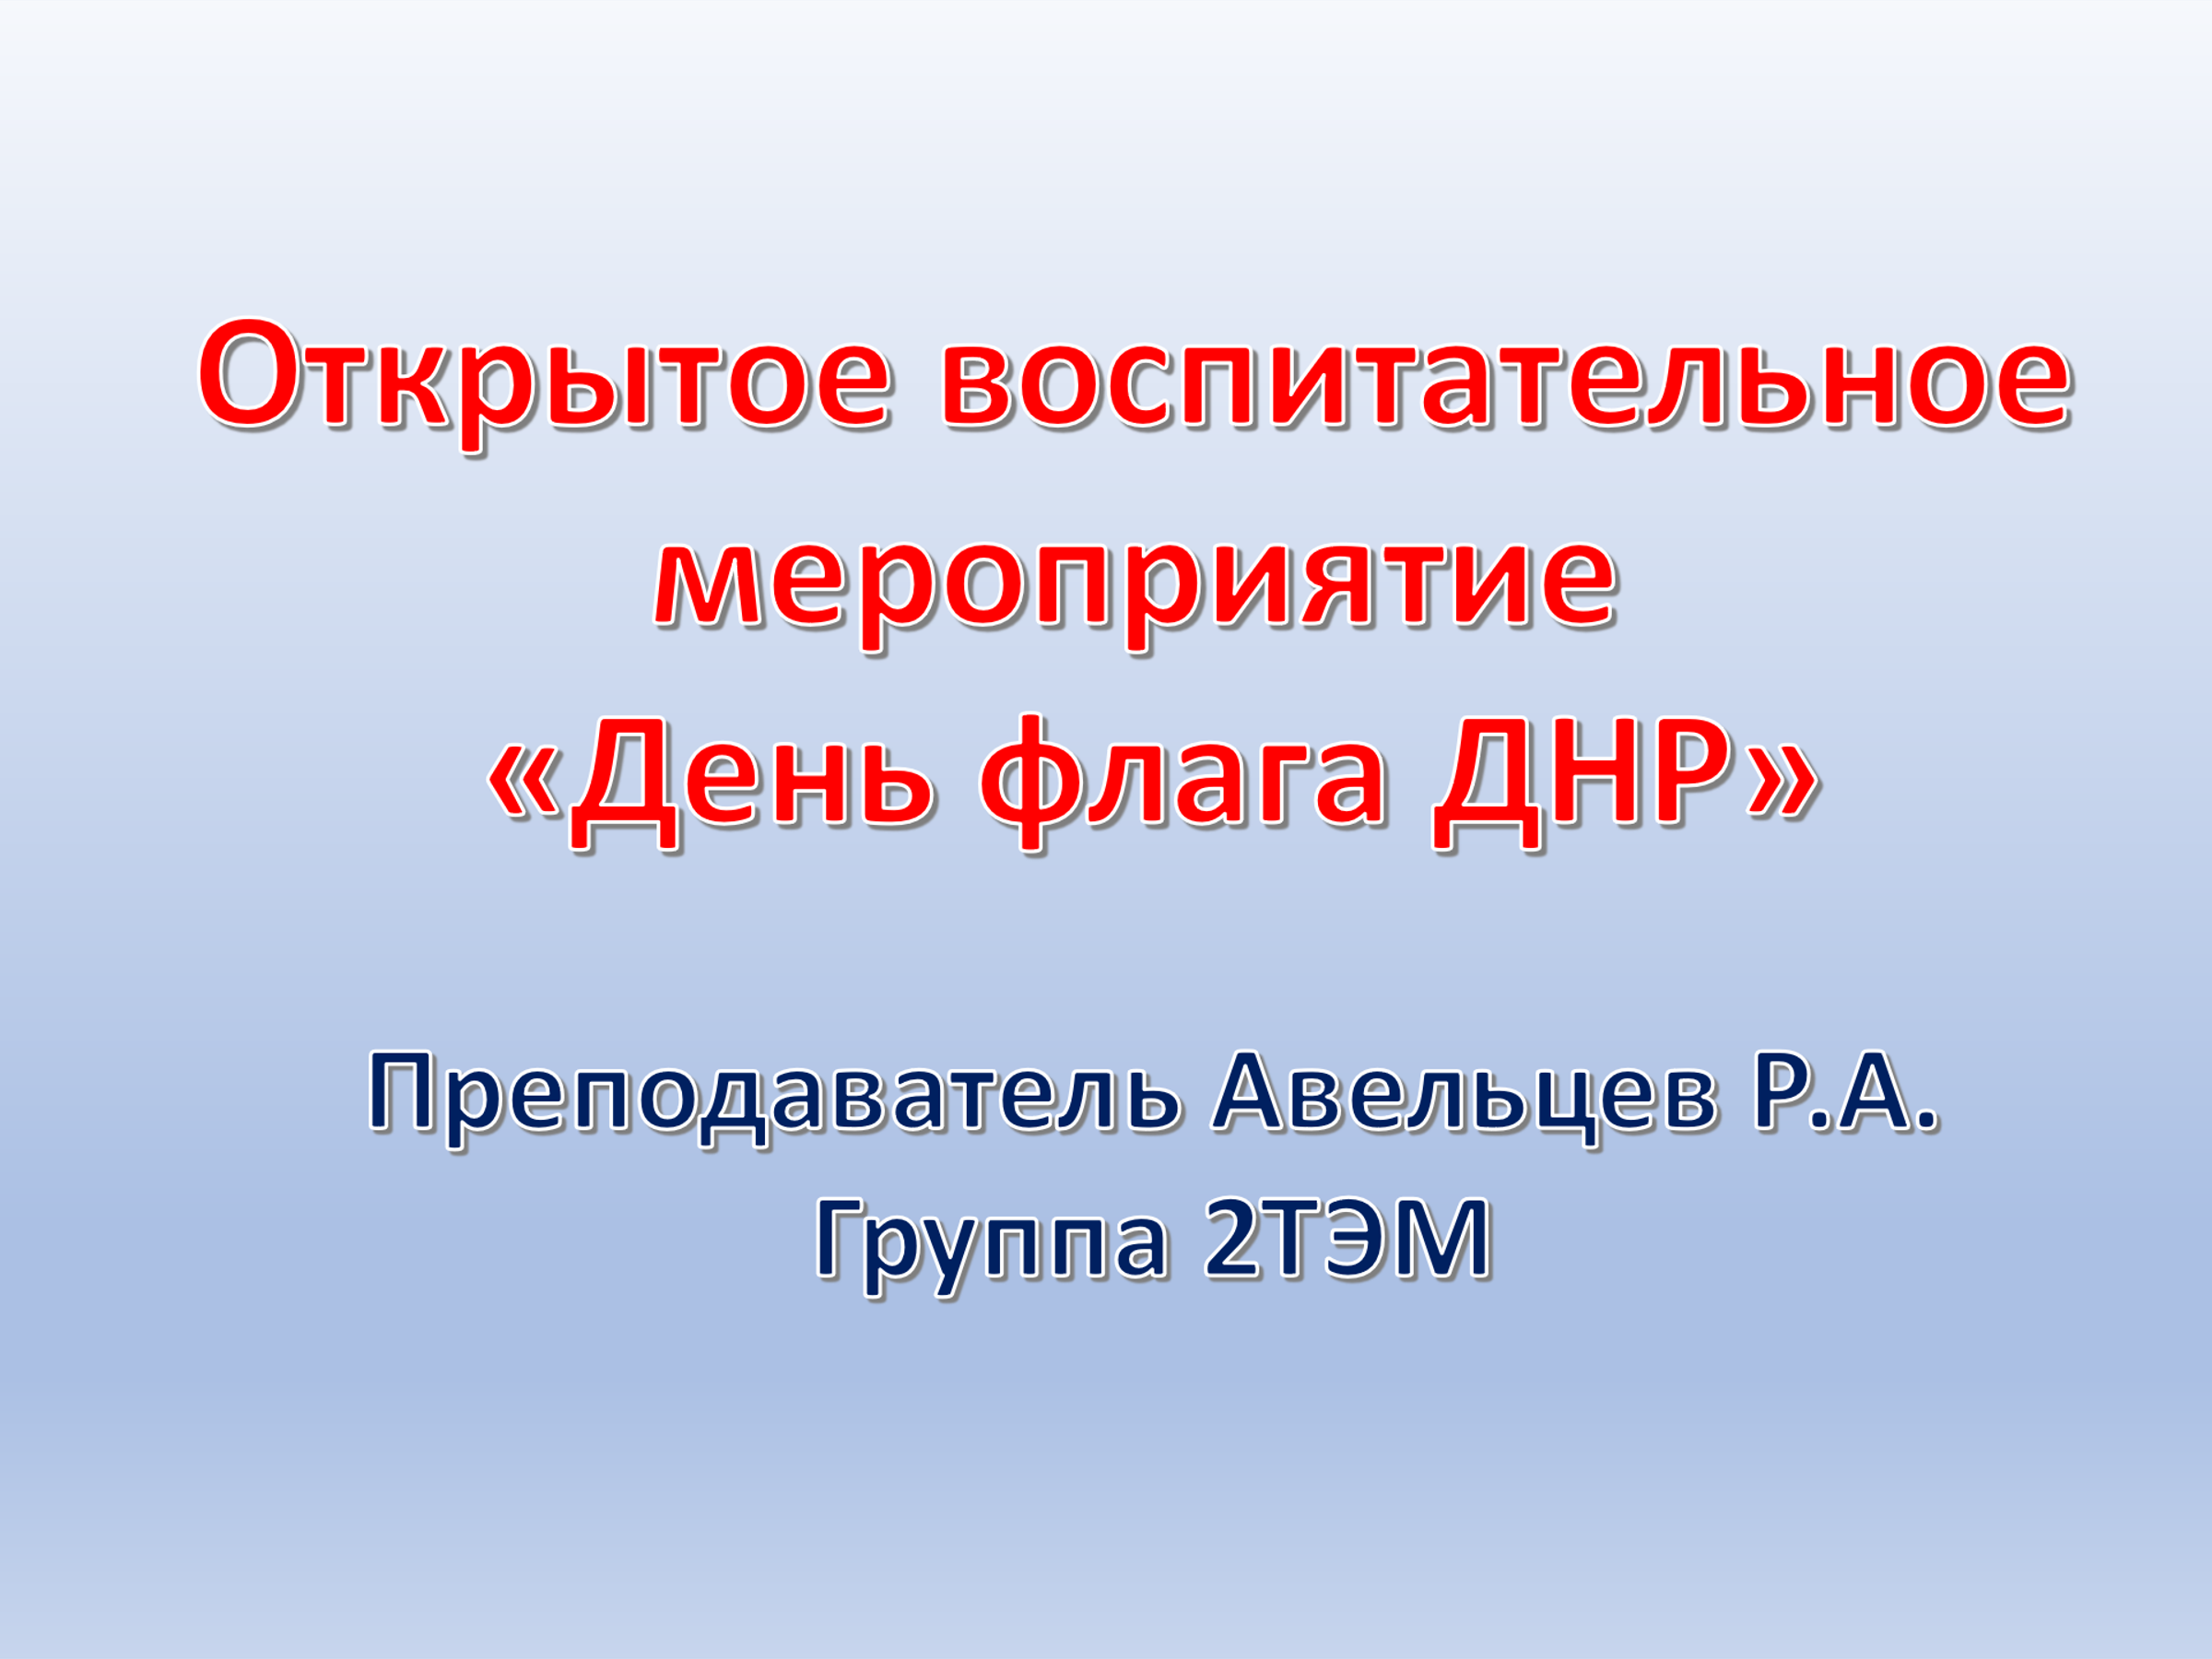 Открытое воспитательное
мероприятие
«День флага ДНР»
Преподаватель Авельцев Р.А.
Группа 2ТЭМ